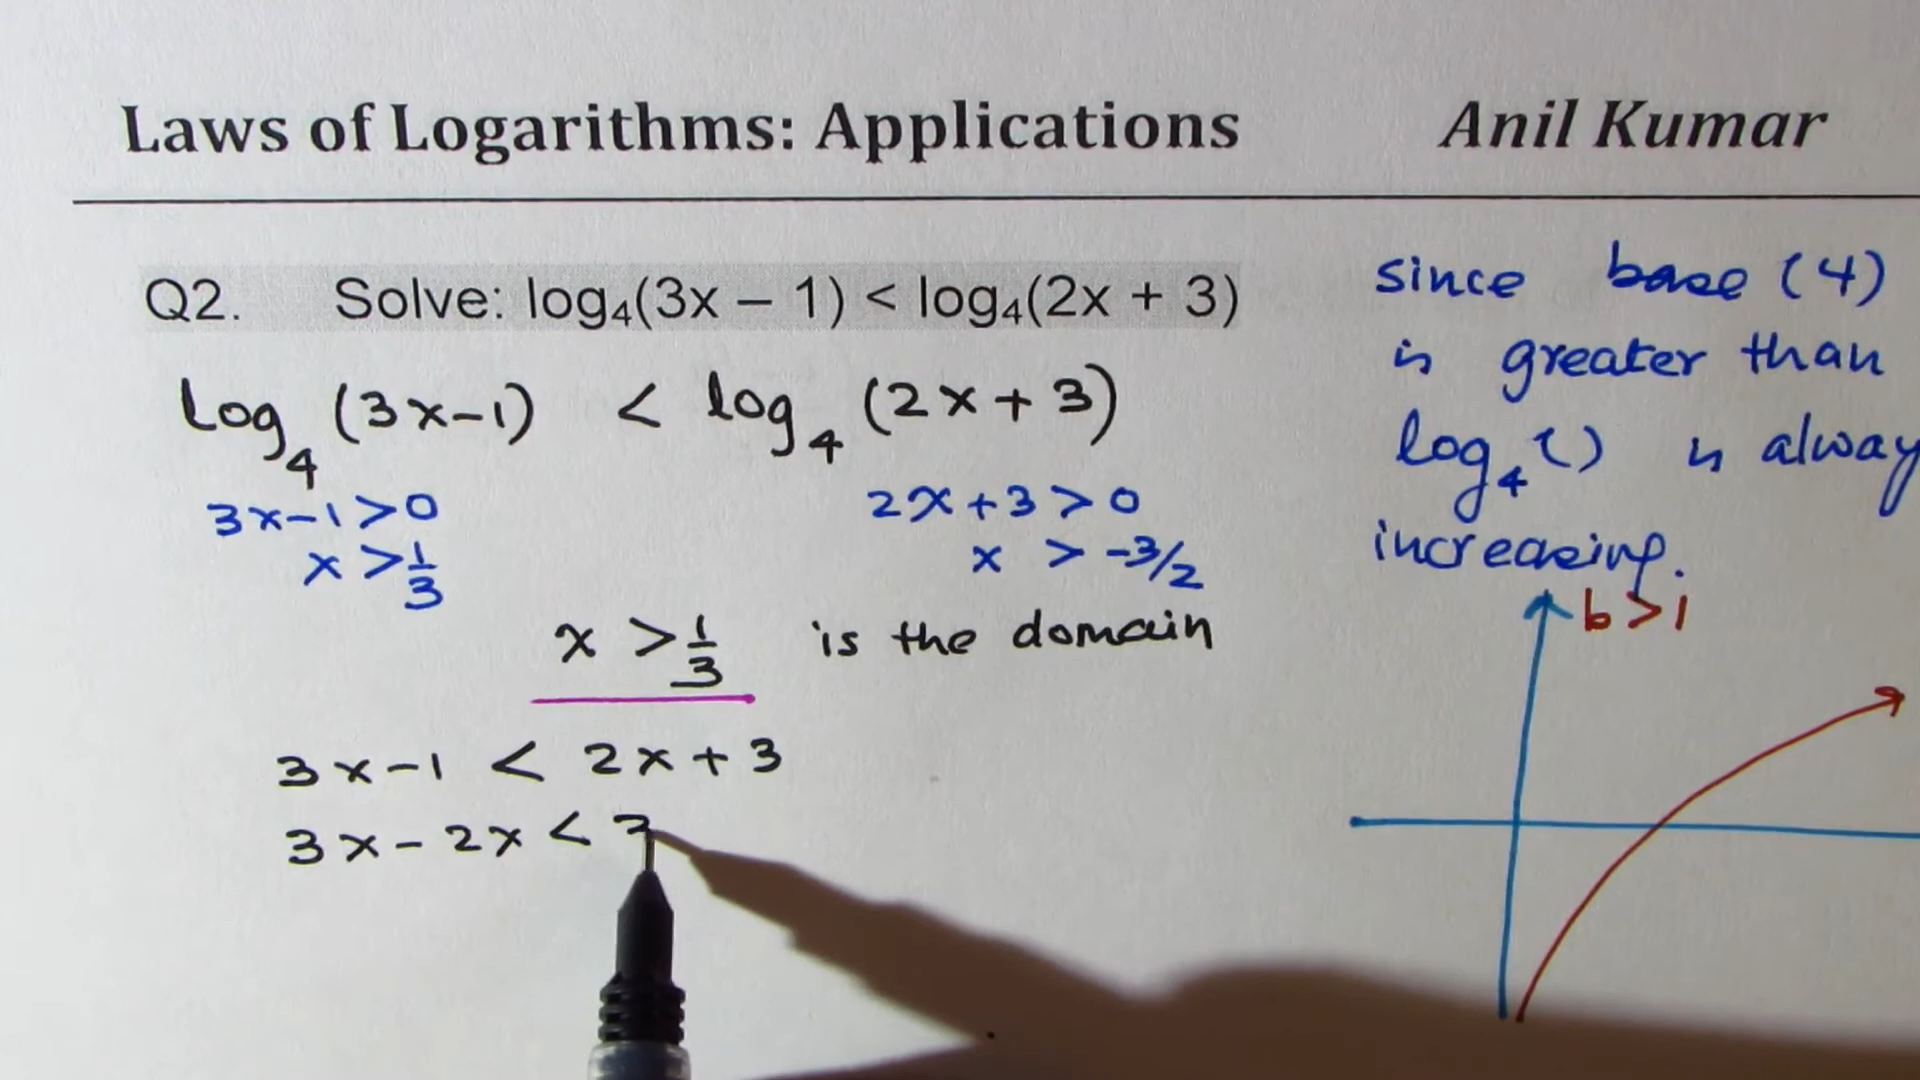 Laws of Logarithms: Applications Anil Kumar
Q2. Solve: log₄(3x – 1) < log₄(2x + 3)
log₄ (3x-1) < log₄ (2x+3)
3x-1>0 2x+3>0
x>1/3 x > -3/2
x > 1/3 is the domain
3x-1 < 2x+3
3x-2x<3
since base (4)
is greater than
log₄ () is alway
increasing.
b>1